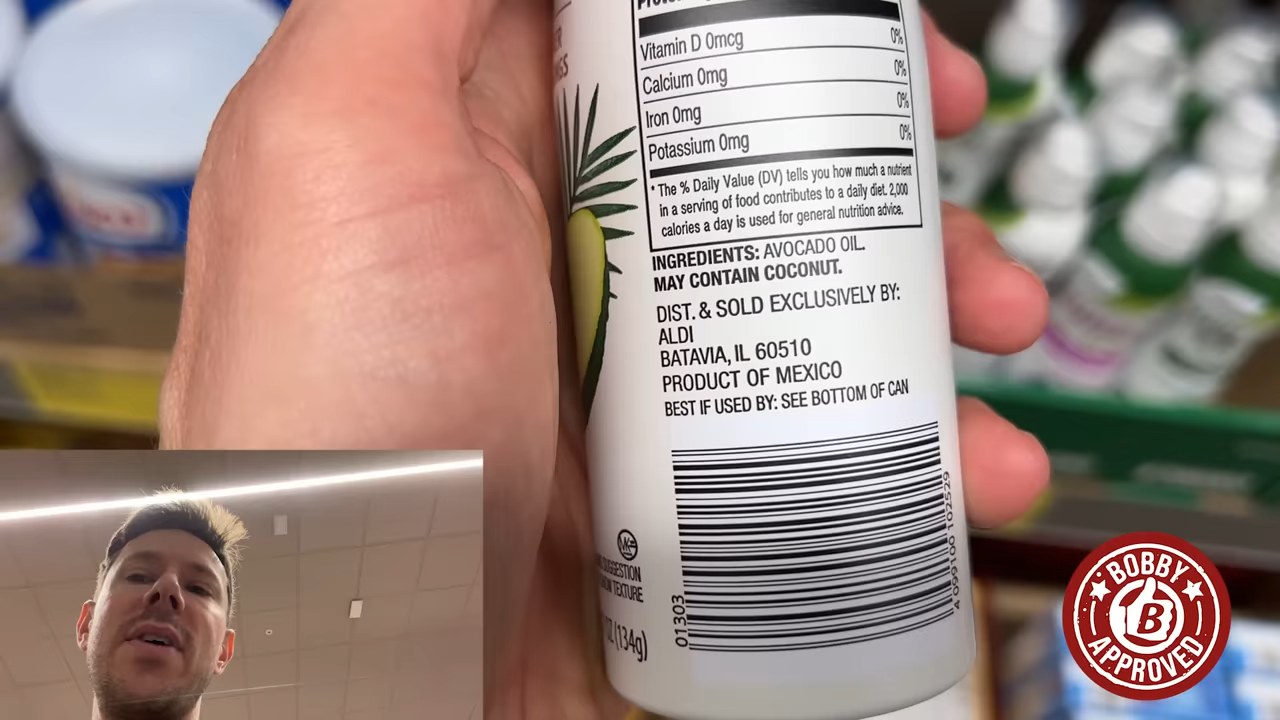 Vitamin D 0mcg 0%
Calcium 0mg 0%
Iron 0mg 0%
Potassium 0mg 0%
* The % Daily Value (DV) tells you how much a nutrient
in a serving of food contributes to a daily diet. 2,000
calories a day is used for general nutrition advice.
INGREDIENTS: AVOCADO OIL.
MAY CONTAIN COCONUT.
DIST. & SOLD EXCLUSIVELY BY:
ALDI
BATAVIA, IL 60510
PRODUCT OF MEXICO
BEST IF USED BY: SEE BOTTOM OF CAN
MK
TEXTURE
(134g)
01303
4 099100 102529
BOBBY
B
APPROVED